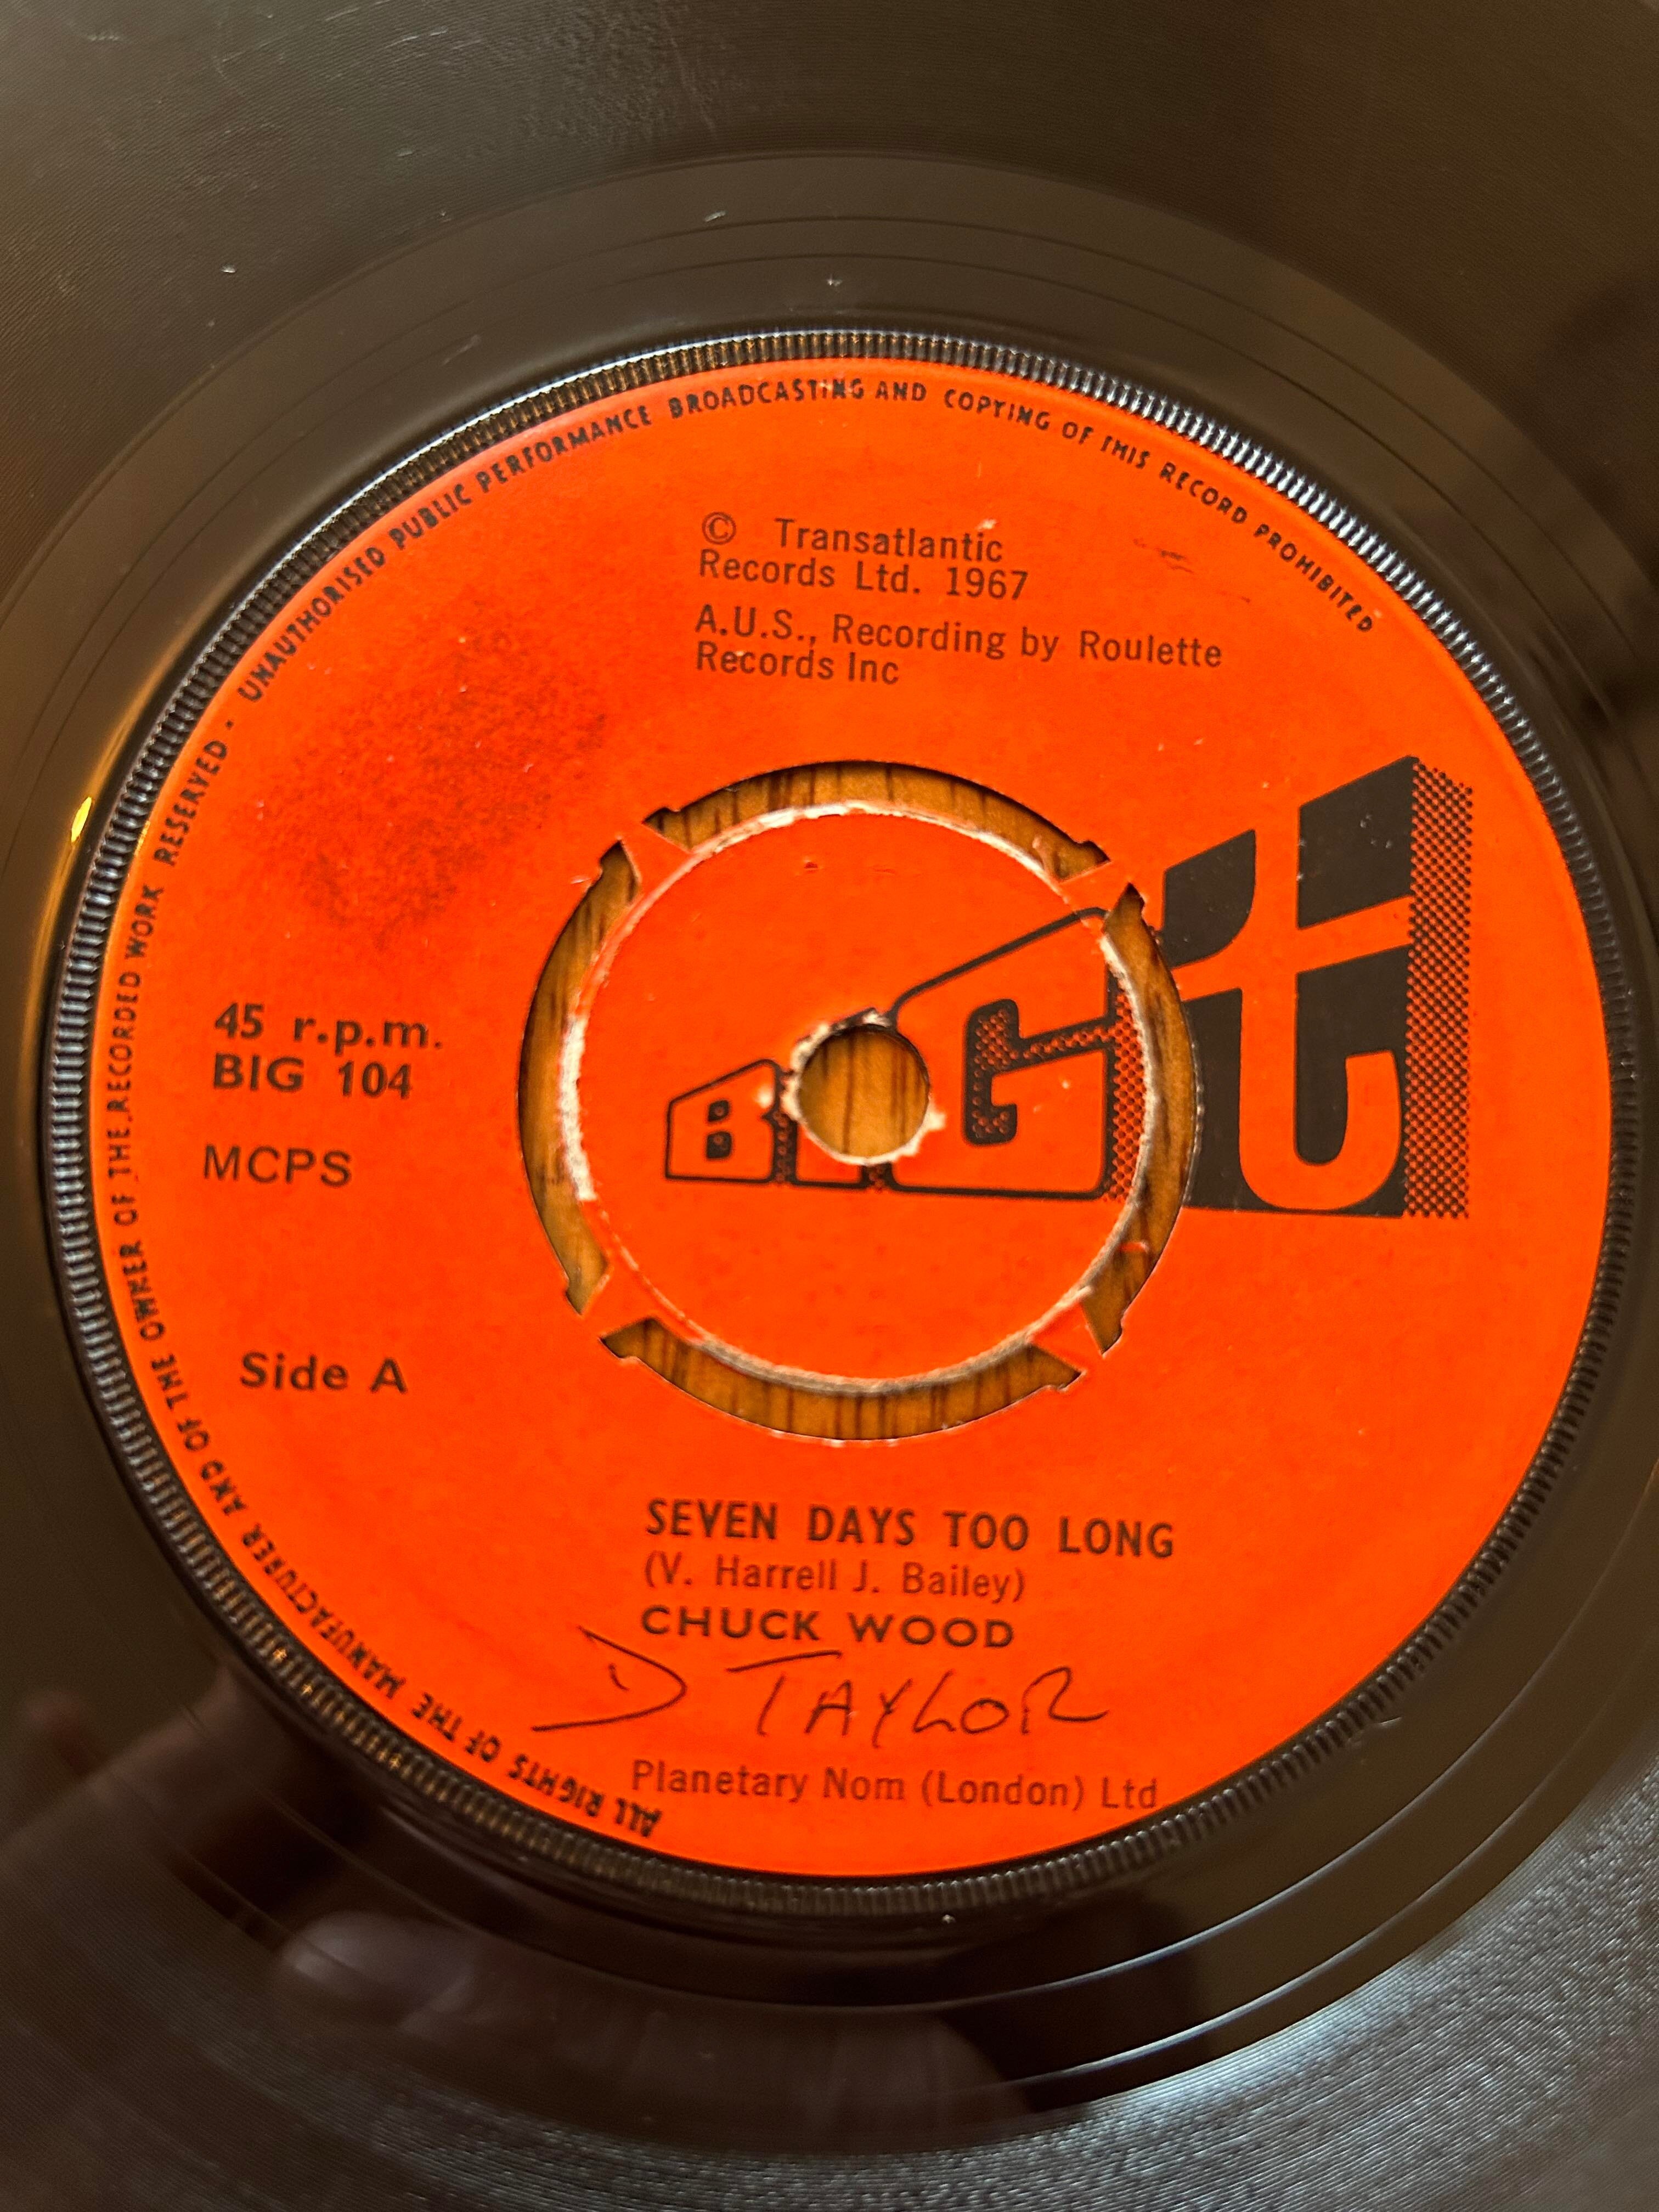 ALL RIGHTS OF THE MANUFACTURER AND OF THE OWNER OF THE RECORDED WORK RESERVED - UNAUTHORISED PUBLIC PERFORMANCE BROADCASTING AND COPYING OF THIS RECORD PROHIBITED
© Transatlantic
Records Ltd. 1967
A.U.S., Recording by Roulette
Records Inc
BIG T
45 r.p.m.
BIG 104
MCPS
Side A
SEVEN DAYS TOO LONG
(V. Harrell J. Bailey)
CHUCK WOOD
D TAYLOR
Planetary Nom (London) Ltd